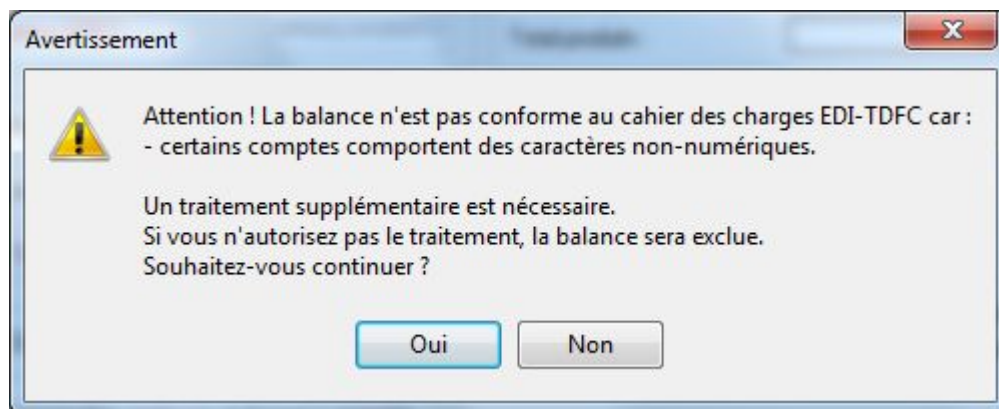 Avertissement
Attention ! La balance n'est pas conforme au cahier des charges EDI-TDFC car :
- certains comptes comportent des caractères non-numériques.
Un traitement supplémentaire est nécessaire.
Si vous n'autorisez pas le traitement, la balance sera exclue.
Souhaitez-vous continuer ?
Oui
Non